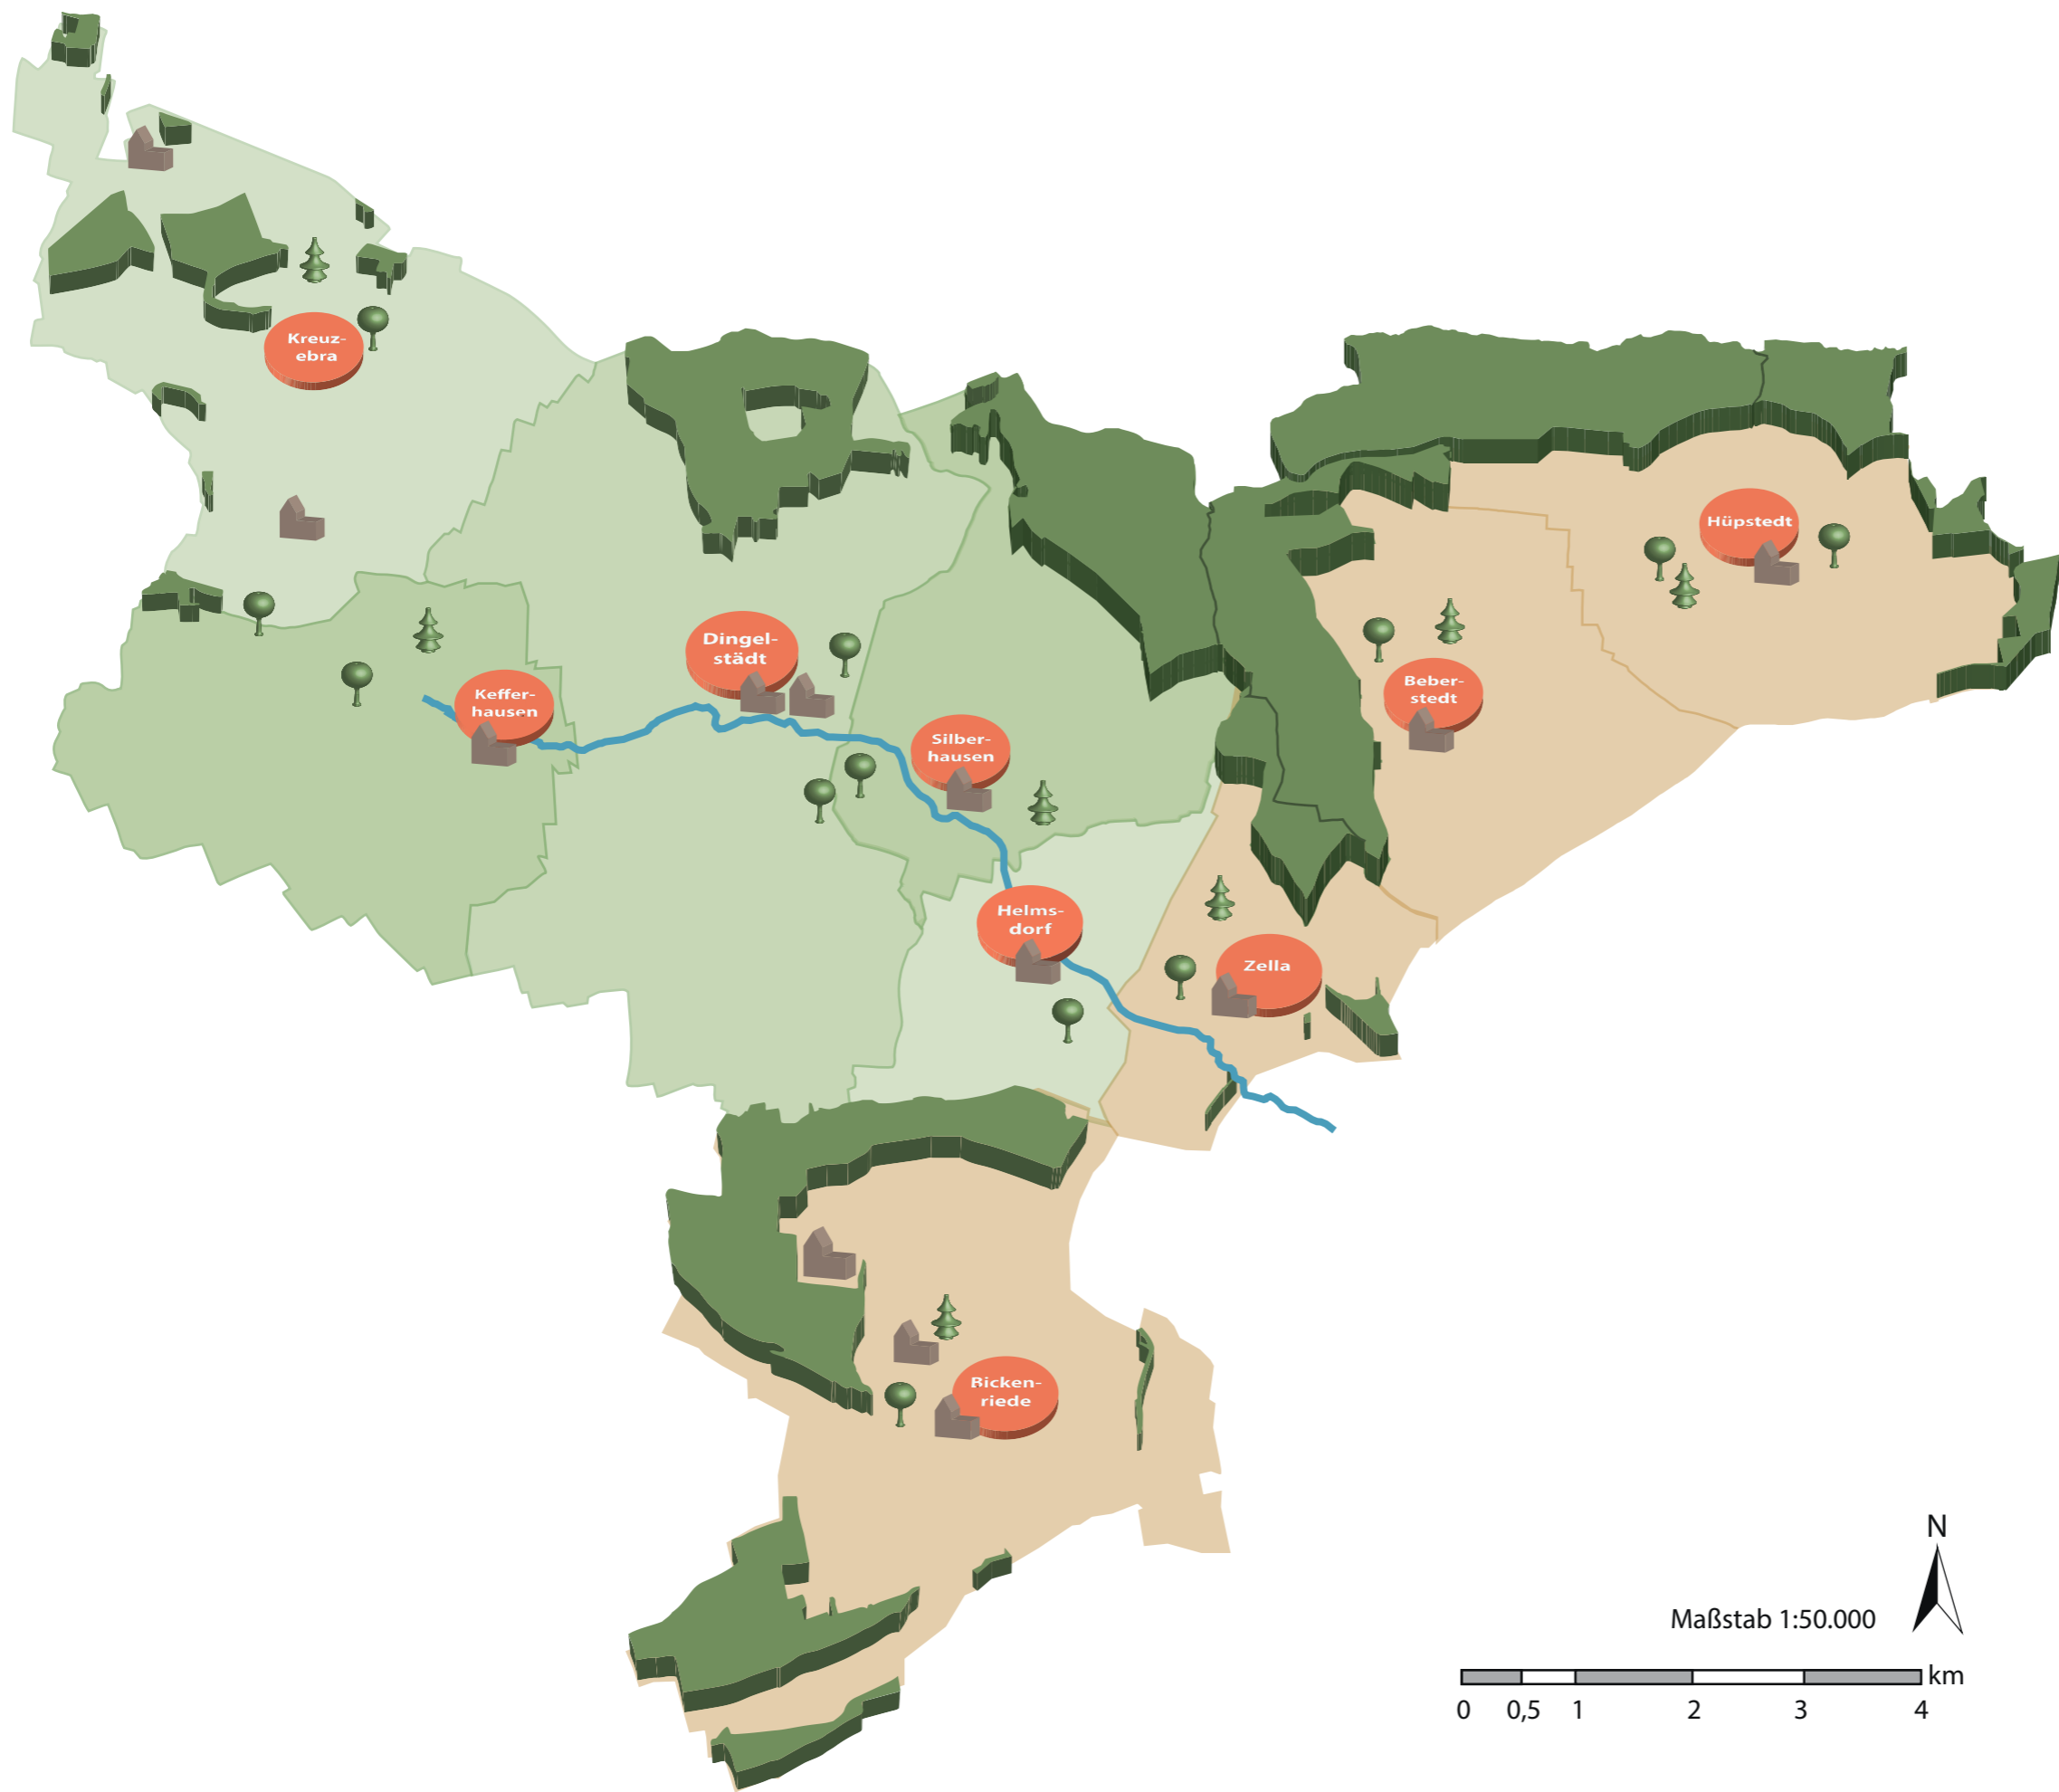 Kreuz-
ebra
Hüpstedt
Dingel-
städt
Beber-
stedt
Keffer-
hausen
Silber-
hausen
Helms-
dorf
Zella
Bicken-
riede
N
Maßstab 1:50.000
km
0 0,5 1 2 3 4